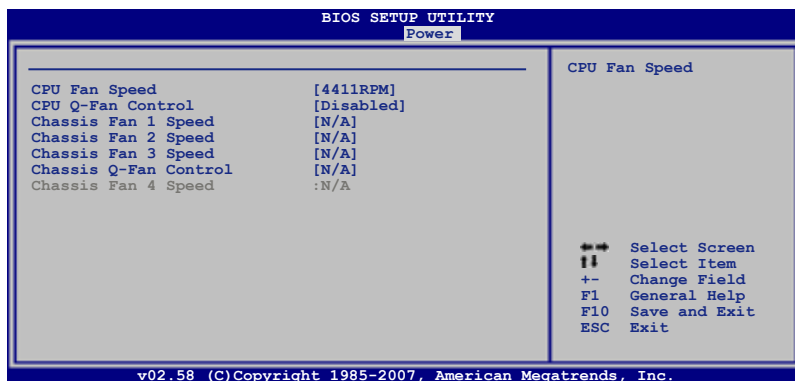 BIOS SETUP UTILITY
Power
CPU Fan Speed [4411RPM]
CPU Q-Fan Control [Disabled]
Chassis Fan 1 Speed [N/A]
Chassis Fan 2 Speed [N/A]
Chassis Fan 3 Speed [N/A]
Chassis Q-Fan Control [N/A]
Chassis Fan 4 Speed :N/A
CPU Fan Speed
Select Screen
Select Item
+- Change Field
F1 General Help
F10 Save and Exit
ESC Exit
v02.58 (C)Copyright 1985-2007, American Megatrends, Inc.